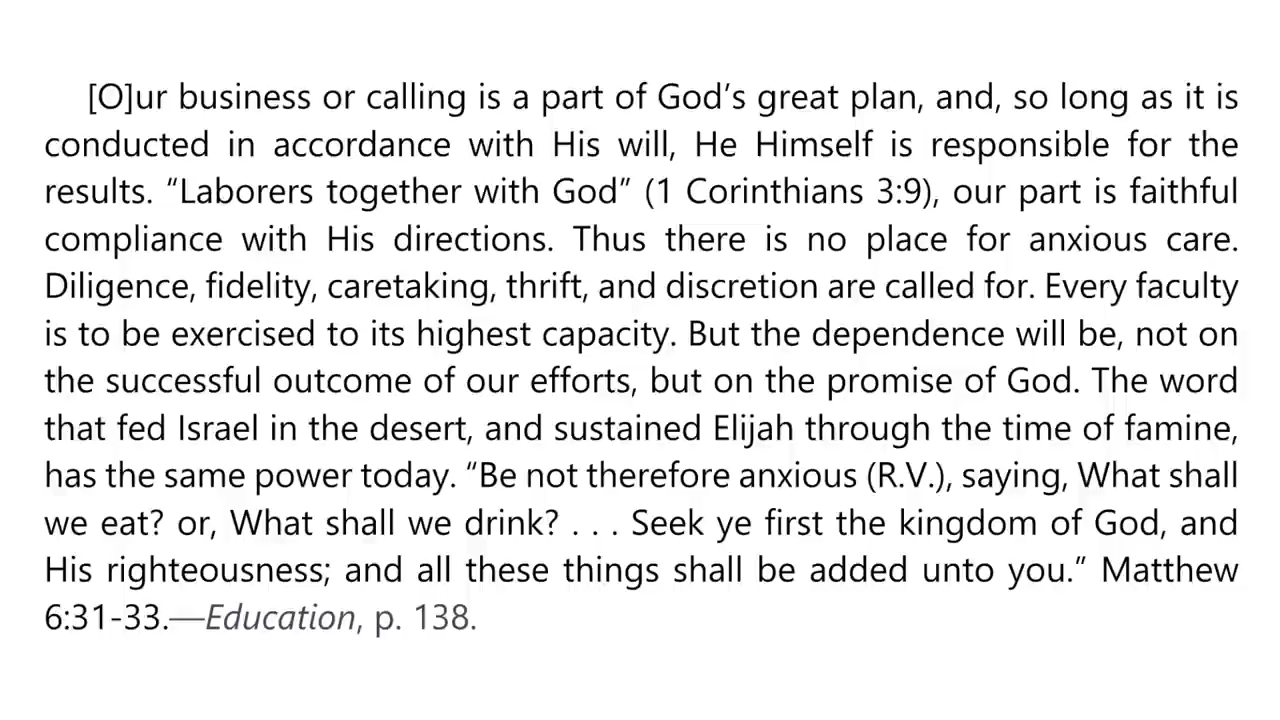 [O]ur business or calling is a part of God’s great plan, and, so long as it is
conducted in accordance with His will, He Himself is responsible for the
results. “Laborers together with God” (1 Corinthians 3:9), our part is faithful
compliance with His directions. Thus there is no place for anxious care.
Diligence, fidelity, caretaking, thrift, and discretion are called for. Every faculty
is to be exercised to its highest capacity. But the dependence will be, not on
the successful outcome of our efforts, but on the promise of God. The word
that fed Israel in the desert, and sustained Elijah through the time of famine,
has the same power today. “Be not therefore anxious (R.V.), saying, What shall
we eat? or, What shall we drink? . . . Seek ye first the kingdom of God, and
His righteousness; and all these things shall be added unto you.” Matthew
6:31-33.—Education, p. 138.